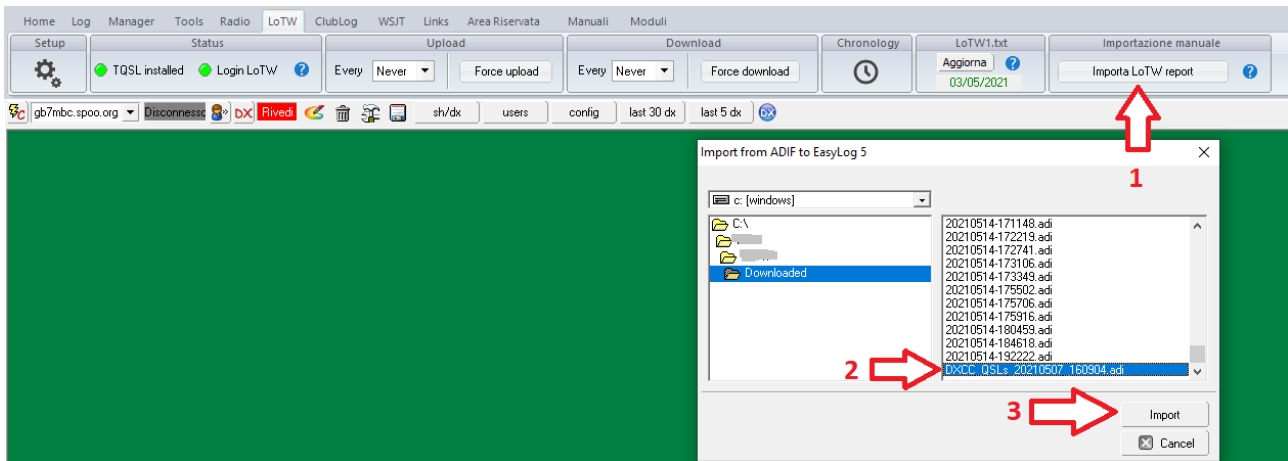 Home Log Manager Tools Radio LoTW ClubLog WSJT Links Area Riservata Manuali Moduli
Setup Status Upload Download Chronology LoTW1.txt Importazione manuale
TQSL installed Login LoTW ? Every Never Force upload Every Never Force download Aggiorna ? Importa LoTW report ?
03/05/2021
gb7mbc.spoo.org Disconnesso DX Rivedi sh/dx users config last 30 dx last 5 dx DX
1
Import from ADIF to EasyLog 5
c: [windows]
C:\
Downloaded
20210514-171148.adi
20210514-172219.adi
20210514-172741.adi
20210514-173106.adi
20210514-173349.adi
20210514-175502.adi
20210514-175706.adi
20210514-175916.adi
20210514-180459.adi
20210514-184618.adi
20210514-192222.adi
2 DXCC_QSLs_20210507_160904.adi
3 Import
Cancel